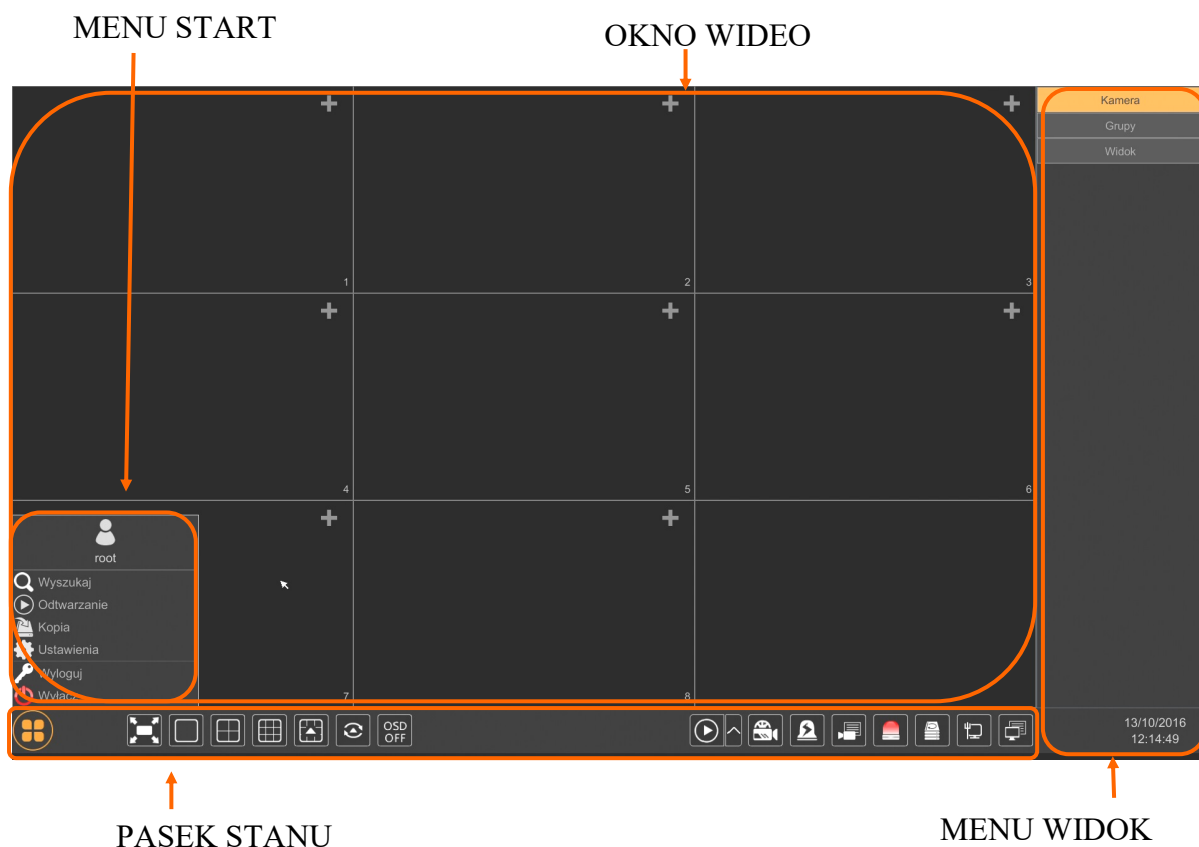 MENU START
OKNO WIDEO
Kamera
Grupy
Widok
1
2
3
4
5
6
root
Wyszukaj
Odtwarzanie
Kopia
Ustawienia
Wyloguj
7
8
OSD
OFF
13/10/2016
12:14:49
PASEK STANU
MENU WIDOK